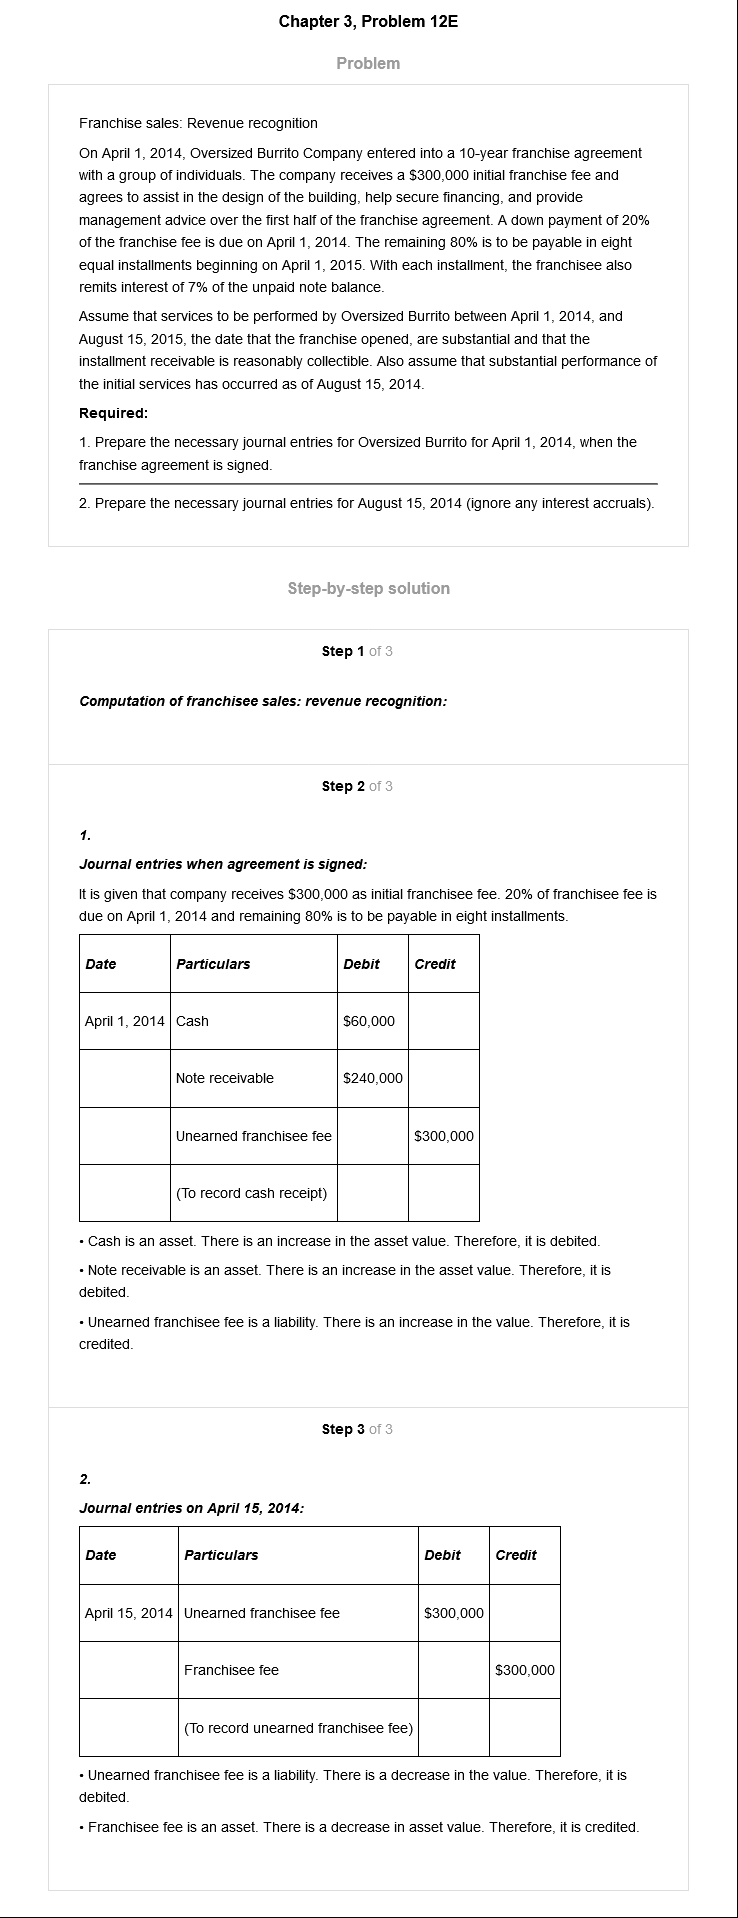 Chapter 3, Problem 12E
Problem
Franchise sales: Revenue recognition
On April 1, 2014, Oversized Burrito Company entered into a 10-year franchise agreement
with a group of individuals. The company receives a $300,000 initial franchise fee and
agrees to assist in the design of the building, help secure financing, and provide
management advice over the first half of the franchise agreement. A down payment of 20%
of the franchise fee is due on April 1, 2014. The remaining 80% is to be payable in eight
equal installments beginning on April 1, 2015. With each installment, the franchisee also
remits interest of 7% of the unpaid note balance.
Assume that services to be performed by Oversized Burrito between April 1, 2014, and
August 15, 2015, the date that the franchise opened, are substantial and that the
installment receivable is reasonably collectible. Also assume that substantial performance of
the initial services has occurred as of August 15, 2014.
Required:
1. Prepare the necessary journal entries for Oversized Burrito for April 1, 2014, when the
franchise agreement is signed.
2. Prepare the necessary journal entries for August 15, 2014 (ignore any interest accruals).
Step-by-step solution
Step 1 of 3
Computation of franchisee sales: revenue recognition:
Step 2 of 3
1.
Journal entries when agreement is signed:
It is given that company receives $300,000 as initial franchisee fee. 20% of franchisee fee is
due on April 1, 2014 and remaining 80% is to be payable in eight installments.
Date Particulars Debit Credit
April 1, 2014 Cash $60,000
Note receivable $240,000
Unearned franchisee fee $300,000
(To record cash receipt)
• Cash is an asset. There is an increase in the asset value. Therefore, it is debited.
• Note receivable is an asset. There is an increase in the asset value. Therefore, it is
debited.
• Unearned franchisee fee is a liability. There is an increase in the value. Therefore, it is
credited.
Step 3 of 3
2.
Journal entries on April 15, 2014:
Date Particulars Debit Credit
April 15, 2014 Unearned franchisee fee $300,000
Franchisee fee $300,000
(To record unearned franchisee fee)
• Unearned franchisee fee is a liability. There is a decrease in the value. Therefore, it is
debited.
• Franchisee fee is an asset. There is a decrease in asset value. Therefore, it is credited.